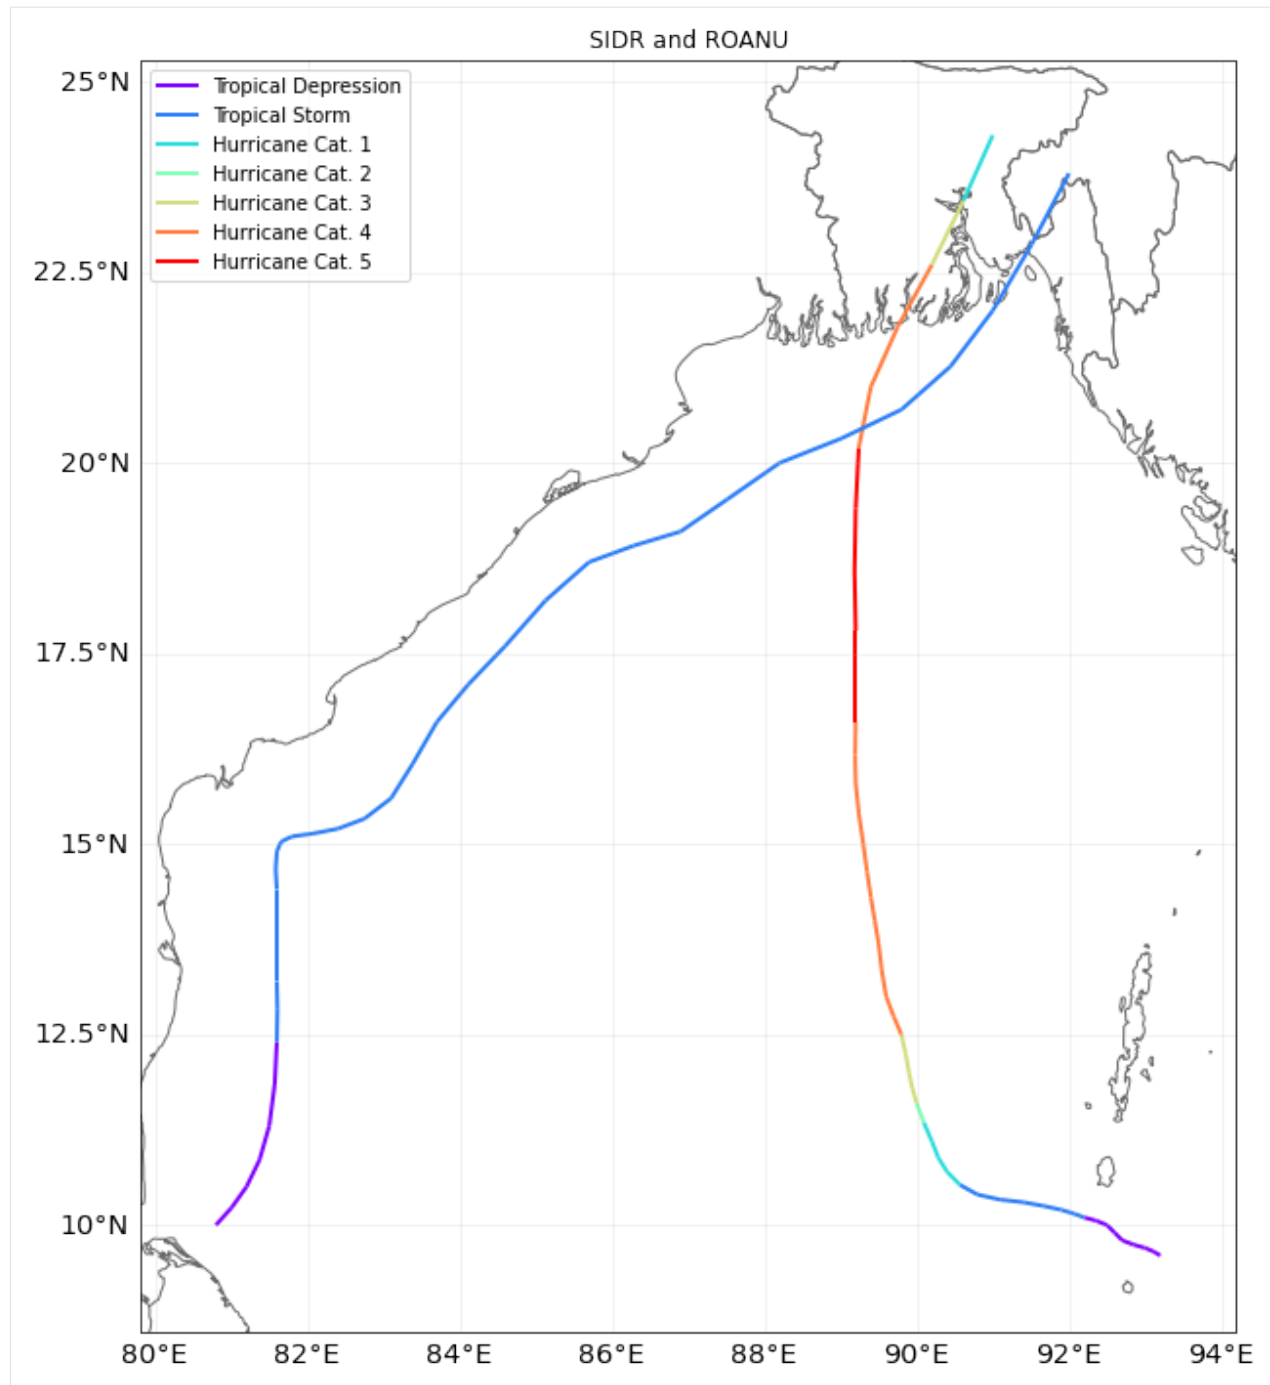 SIDR and ROANU
Tropical Depression
Tropical Storm
Hurricane Cat. 1
Hurricane Cat. 2
Hurricane Cat. 3
Hurricane Cat. 4
Hurricane Cat. 5
25°N
22.5°N
20°N
17.5°N
15°N
12.5°N
10°N
80°E 82°E 84°E 86°E 88°E 90°E 92°E 94°E